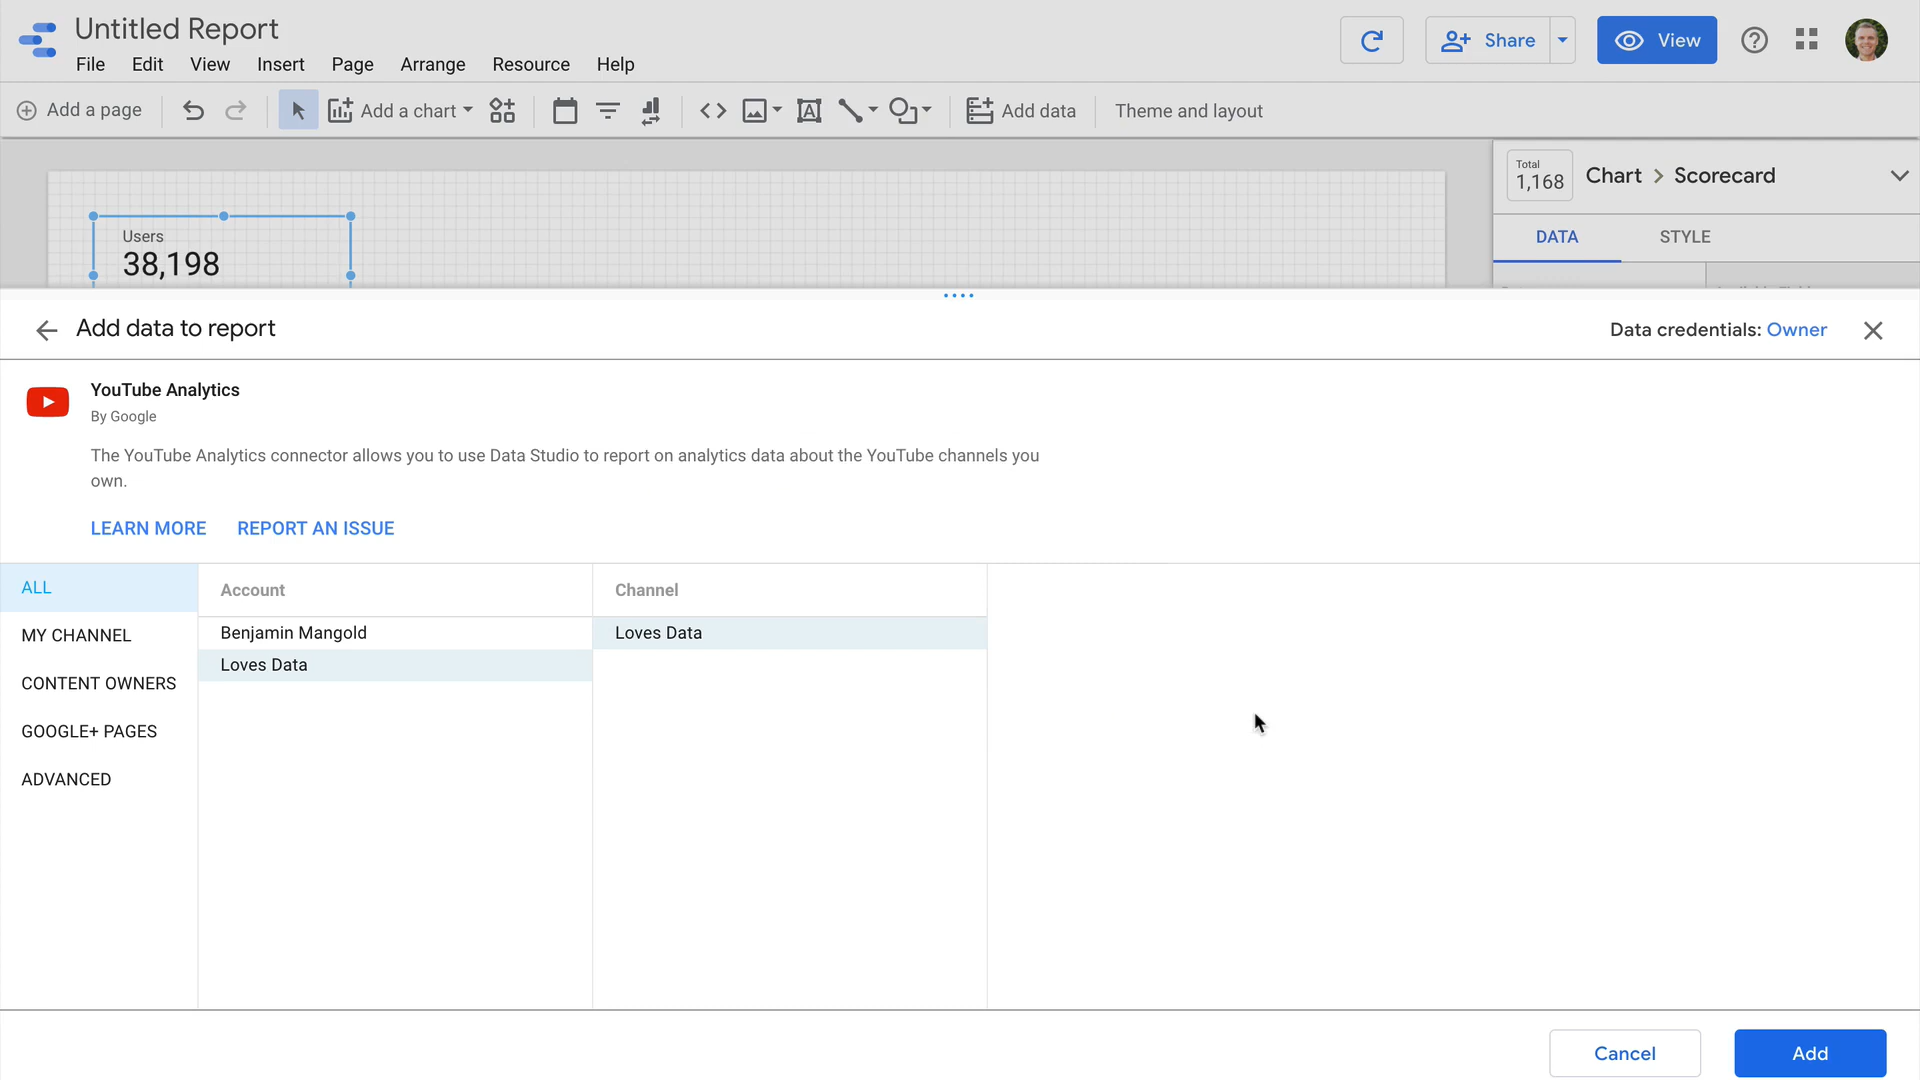 Untitled Report
File Edit View Insert Page Arrange Resource Help
Share
View
Add a page
Add a chart
Add data
Theme and layout
Total
1,168
Chart > Scorecard
DATA STYLE
Users
38,198
Add data to report
Data credentials: Owner
YouTube Analytics
By Google
The YouTube Analytics connector allows you to use Data Studio to report on analytics data about the YouTube channels you
own.
LEARN MORE REPORT AN ISSUE
ALL
MY CHANNEL
CONTENT OWNERS
GOOGLE+ PAGES
ADVANCED
Account
Benjamin Mangold
Loves Data
Channel
Loves Data
Cancel
Add